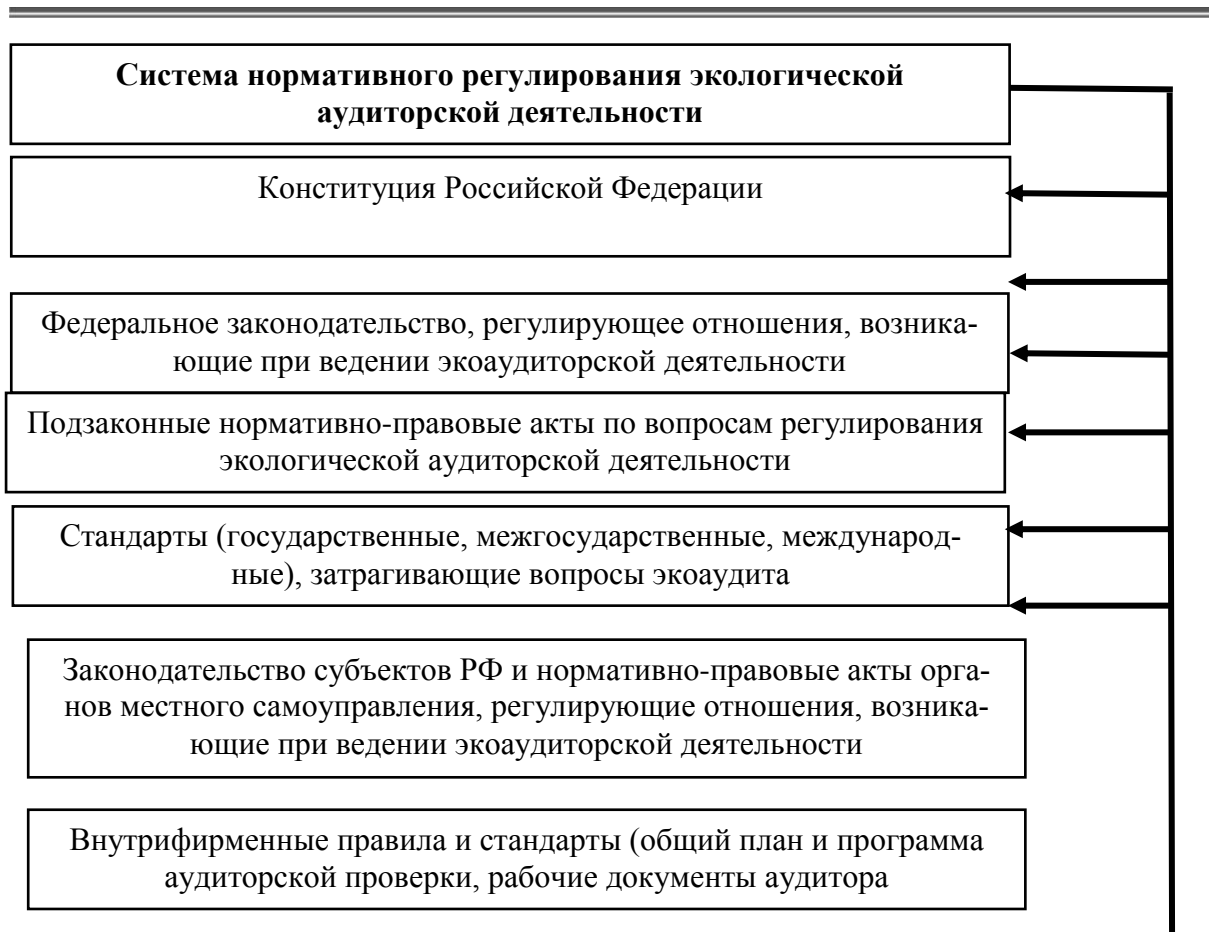 Система нормативного регулирования экологической
аудиторской деятельности
Конституция Российской Федерации
Федеральное законодательство, регулирующее отношения, возника-
ющие при ведении экоаудиторской деятельности
Подзаконные нормативно-правовые акты по вопросам регулирования
экологической аудиторской деятельности
Стандарты (государственные, межгосударственные, международ-
ные), затрагивающие вопросы экоаудита
Законодательство субъектов РФ и нормативно-правовые акты орга-
нов местного самоуправления, регулирующие отношения, возника-
ющие при ведении экоаудиторской деятельности
Внутрифирменные правила и стандарты (общий план и программа
аудиторской проверки, рабочие документы аудитора